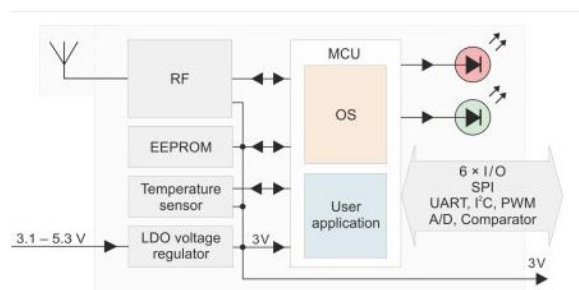 MCU
RF
OS
EEPROM
6 × I/O
SPI
UART, I²C, PWM
A/D, Comparator
Temperature
sensor
User
application
3.1 – 5.3 V
LDO voltage
regulator
3V
3V